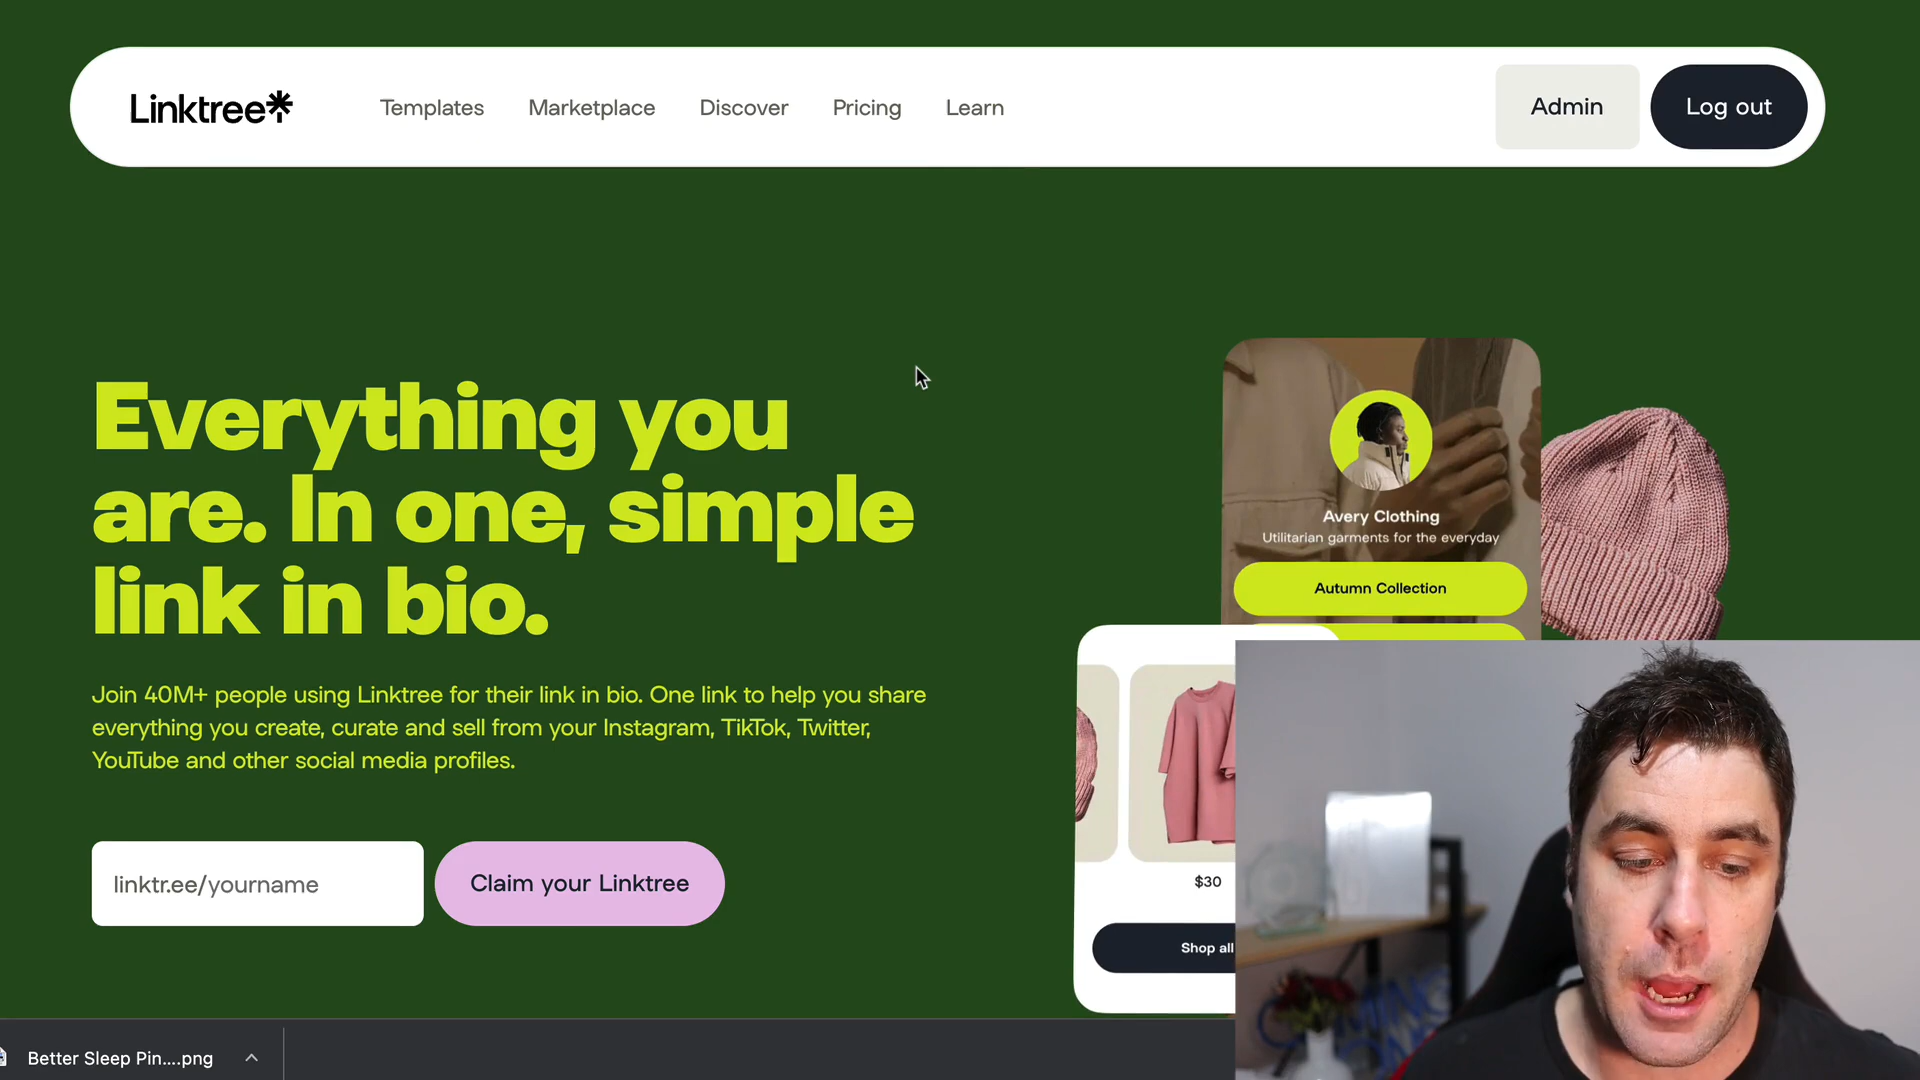 Linktree
Templates
Marketplace
Discover
Pricing
Learn
Admin
Log out
Everything you
are. In one, simple
link in bio.
Join 40M+ people using Linktree for their link in bio. One link to help you share
everything you create, curate and sell from your Instagram, TikTok, Twitter,
YouTube and other social media profiles.
linktr.ee/yourname
Claim your Linktree
Avery Clothing
Utilitarian garments for the everyday
Autumn Collection
$30
Shop all
Better Sleep Pin....png